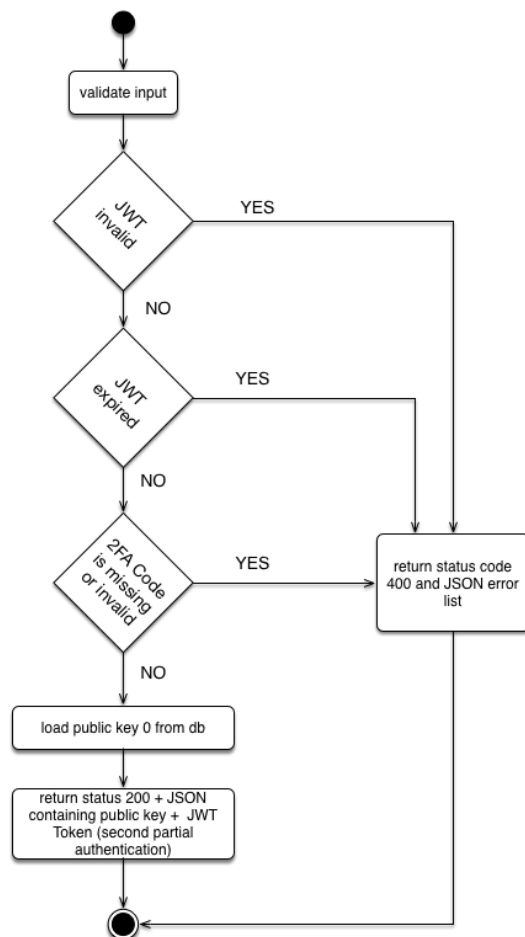 validate input
JWT
invalid
YES
NO
JWT
expired
YES
NO
2FA Code
is missing
or invalid
YES
return status code
400 and JSON error
list
NO
load public key 0 from db
return status 200 + JSON
containing public key + JWT
Token (second partial
authentication)